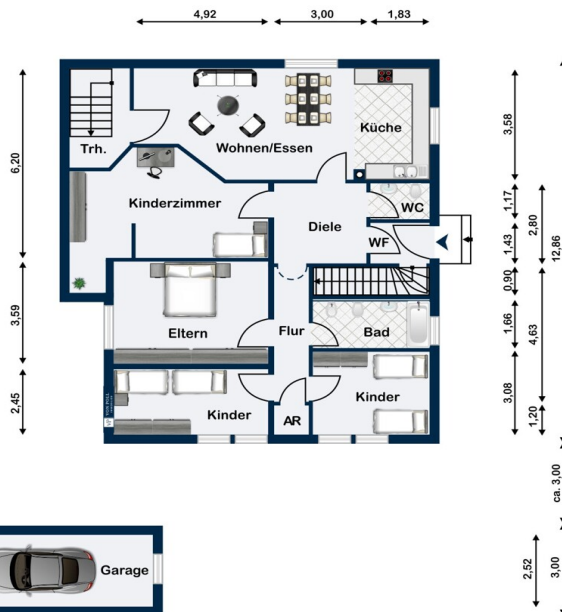 4,92
3,00
1,83
Trh.
Wohnen/Essen
Küche
Kinderzimmer
Diele
WC
WF
Eltern
Flur
Bad
Kinder
AR
Kinder
Garage
6,20
3,59
2,45
3,58
1,17
1,43
0,90
1,66
3,08
2,80
4,63
1,20
12,86
ca. 3,00
2,52
3,00